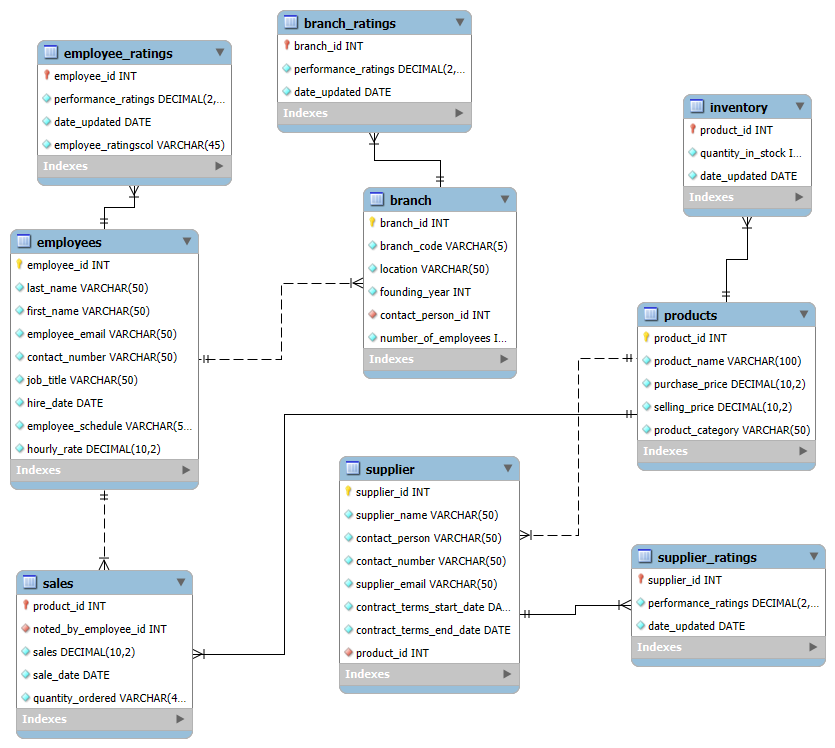 branch_ratings
branch_id INT
performance_ratings DECIMAL(2,...
date_updated DATE
Indexes
employee_ratings
employee_id INT
performance_ratings DECIMAL(2,...
date_updated DATE
employee_ratingscol VARCHAR(45)
Indexes
inventory
product_id INT
quantity_in_stock I...
date_updated DATE
Indexes
branch
branch_id INT
branch_code VARCHAR(5)
location VARCHAR(50)
founding_year INT
contact_person_id INT
number_of_employees I...
Indexes
employees
employee_id INT
last_name VARCHAR(50)
first_name VARCHAR(50)
employee_email VARCHAR(50)
contact_number VARCHAR(50)
job_title VARCHAR(50)
hire_date DATE
employee_schedule VARCHAR(5...
hourly_rate DECIMAL(10,2)
Indexes
products
product_id INT
product_name VARCHAR(100)
purchase_price DECIMAL(10,2)
selling_price DECIMAL(10,2)
product_category VARCHAR(50)
Indexes
supplier
supplier_id INT
supplier_name VARCHAR(50)
contact_person VARCHAR(50)
contact_number VARCHAR(50)
supplier_email VARCHAR(50)
contract_terms_start_date DA...
contract_terms_end_date DATE
product_id INT
Indexes
supplier_ratings
supplier_id INT
performance_ratings DECIMAL(2,...
date_updated DATE
Indexes
sales
product_id INT
noted_by_employee_id INT
sales DECIMAL(10,2)
sale_date DATE
quantity_ordered VARCHAR(4...
Indexes